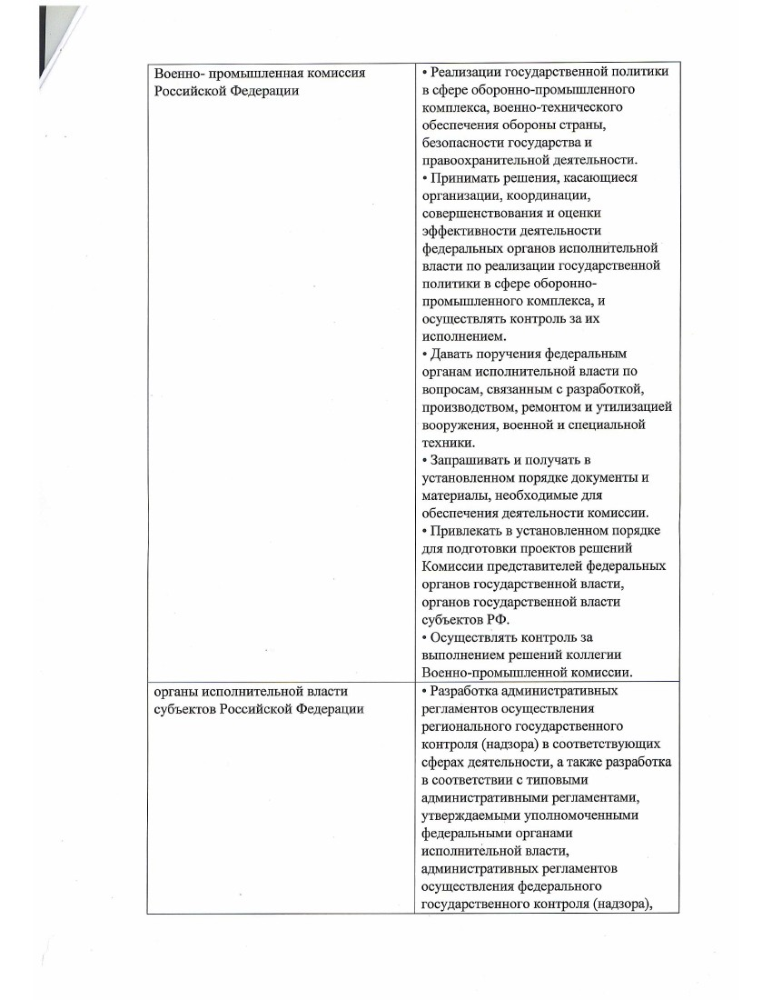 Военно- промышленная комиссия
Российской Федерации
• Реализации государственной политики
в сфере оборонно-промышленного
комплекса, военно-технического
обеспечения обороны страны,
безопасности государства и
правоохранительной деятельности.
• Принимать решения, касающиеся
организации, координации,
совершенствования и оценки
эффективности деятельности
федеральных органов исполнительной
власти по реализации государственной
политики в сфере оборонно-
промышленного комплекса, и
осуществлять контроль за их
исполнением.
• Давать поручения федеральным
органам исполнительной власти по
вопросам, связанным с разработкой,
производством, ремонтом и утилизацией
вооружения, военной и специальной
техники.
• Запрашивать и получать в
установленном порядке документы и
материалы, необходимые для
обеспечения деятельности комиссии.
• Привлекать в установленном порядке
для подготовки проектов решений
Комиссии представителей федеральных
органов государственной власти,
органов государственной власти
субъектов РФ.
• Осуществлять контроль за
выполнением решений коллегии
Военно-промышленной комиссии.
органы исполнительной власти
субъектов Российской Федерации
• Разработка административных
регламентов осуществления
регионального государственного
контроля (надзора) в соответствующих
сферах деятельности, а также разработка
в соответствии с типовыми
административными регламентами,
утверждаемыми уполномоченными
федеральными органами
исполнительной власти,
административных регламентов
осуществления федерального
государственного контроля (надзора),